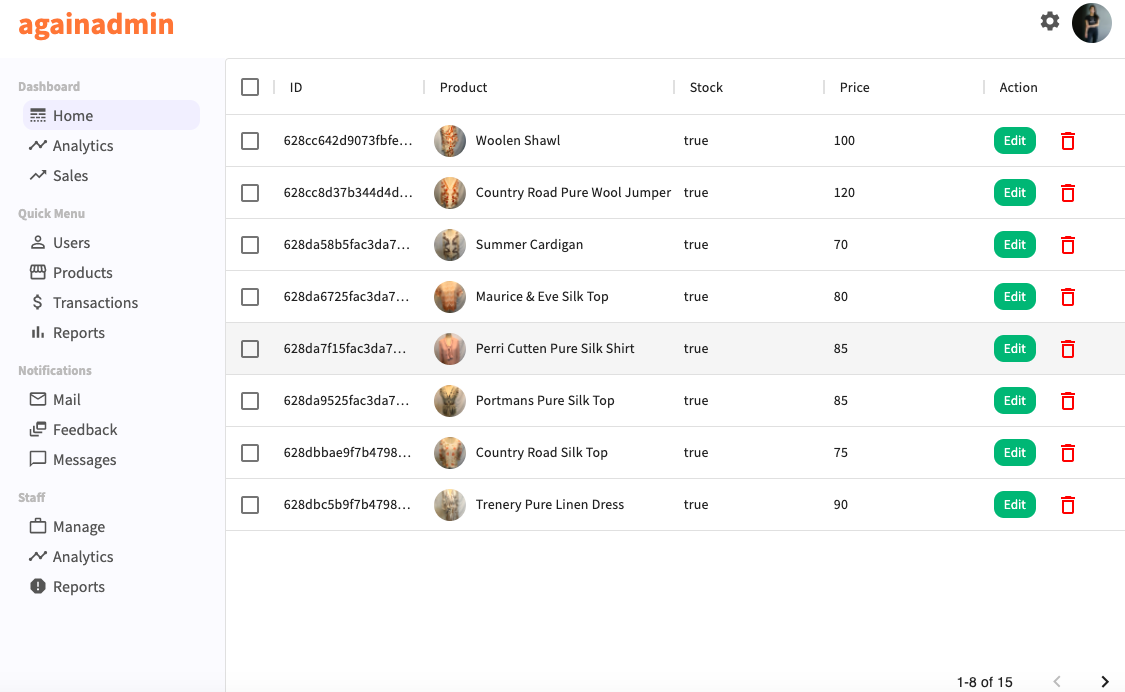 againadmin
Dashboard
Home
Analytics
Sales
Quick Menu
Users
Products
Transactions
Reports
Notifications
Mail
Feedback
Messages
Staff
Manage
Analytics
Reports
ID Product Stock Price Action
628cc642d9073fbfe... Woolen Shawl true 100 Edit
628cc8d37b344d4d... Country Road Pure Wool Jumper true 120 Edit
628da58b5fac3da7... Summer Cardigan true 70 Edit
628da6725fac3da7... Maurice & Eve Silk Top true 80 Edit
628da7f15fac3da7... Perri Cutten Pure Silk Shirt true 85 Edit
628da9525fac3da7... Portmans Pure Silk Top true 85 Edit
628dbbae9f7b4798... Country Road Silk Top true 75 Edit
628dbc5b9f7b4798... Trenery Pure Linen Dress true 90 Edit
1-8 of 15